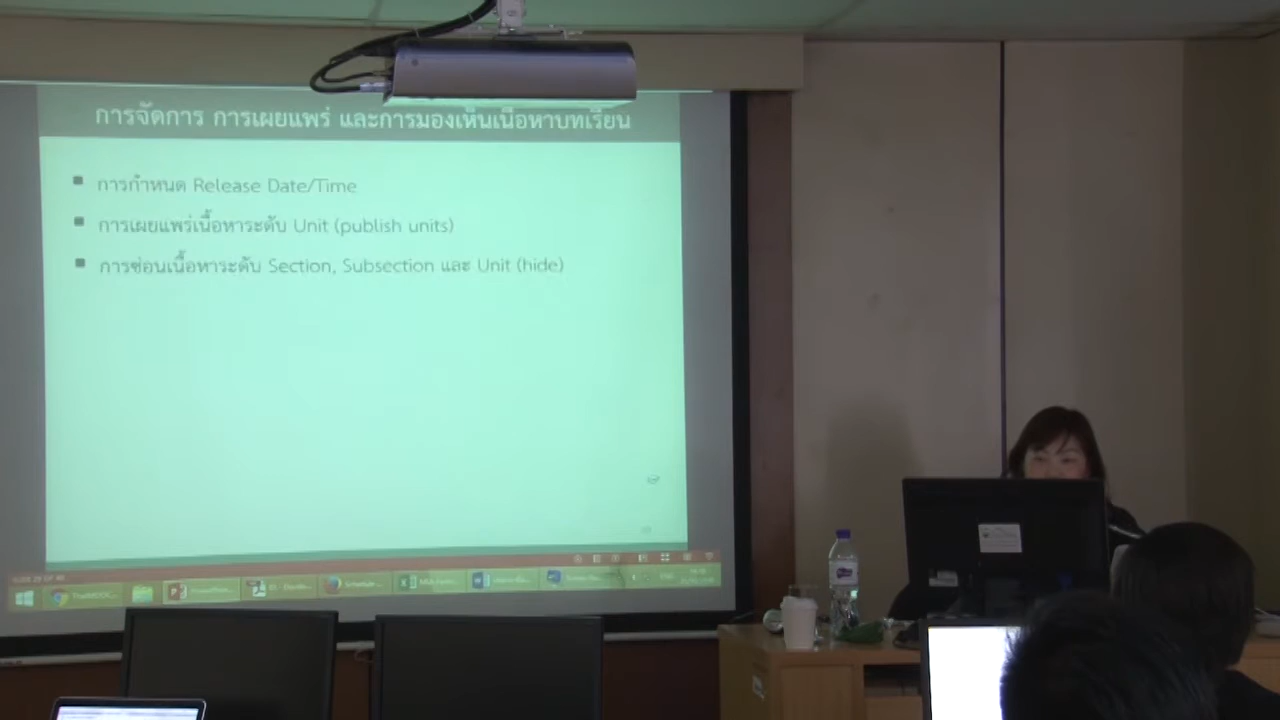 การจัดการ การเผยแพร่ และการมองเห็นเนื้อหาบทเรียน
การกำหนด Release Date/Time
การเผยแพร่เนื้อหาระดับ Unit (publish units)
การซ่อนเนื้อหาระดับ Section, Subsection และ Unit (hide)